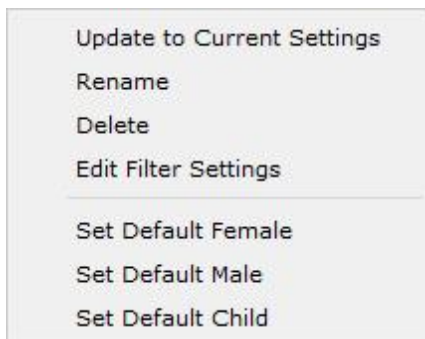 Update to Current Settings
Rename
Delete
Edit Filter Settings
Set Default Female
Set Default Male
Set Default Child